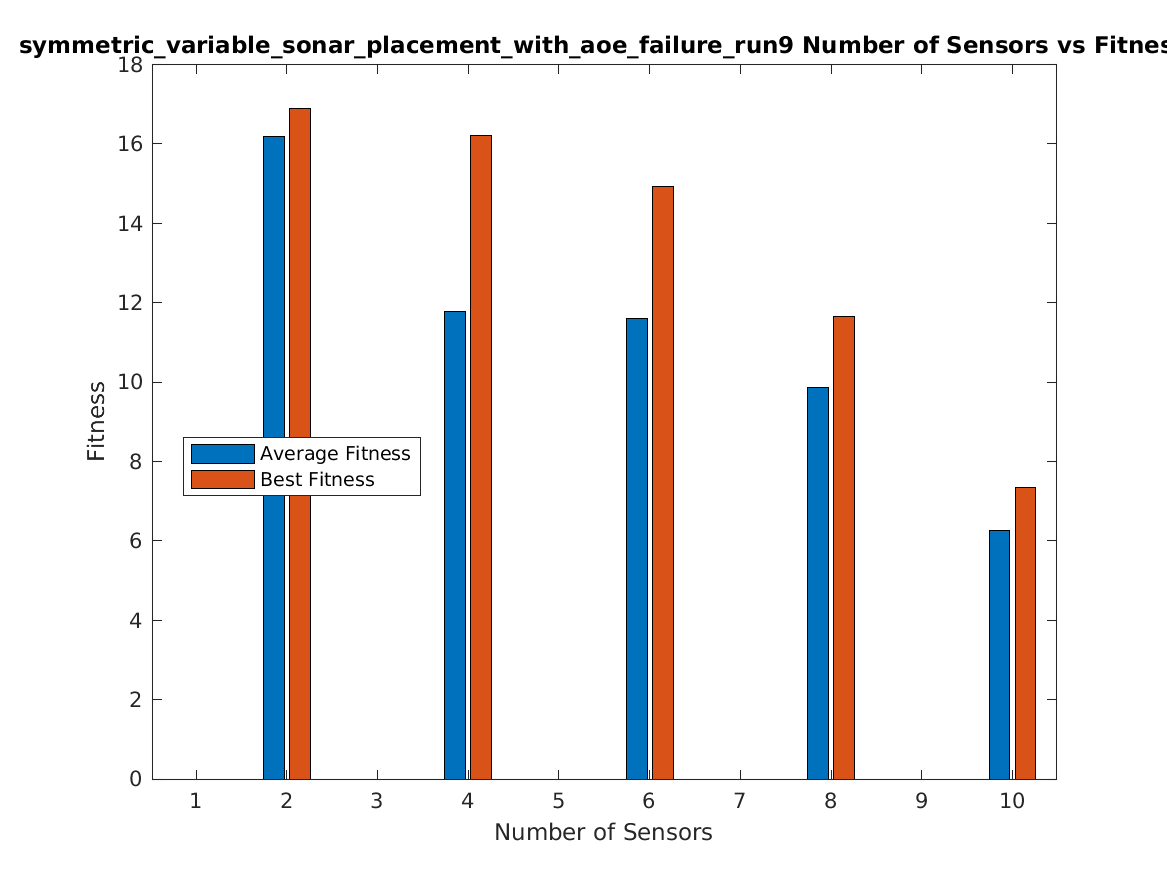 symmetric_variable_sonar_placement_with_aoe_failure_run9 Number of Sensors vs Fitnes
18
16
14
12
10
8
6
4
2
0
Fitness
Average Fitness
Best Fitness
1 2 3 4 5 6 7 8 9 10
Number of Sensors